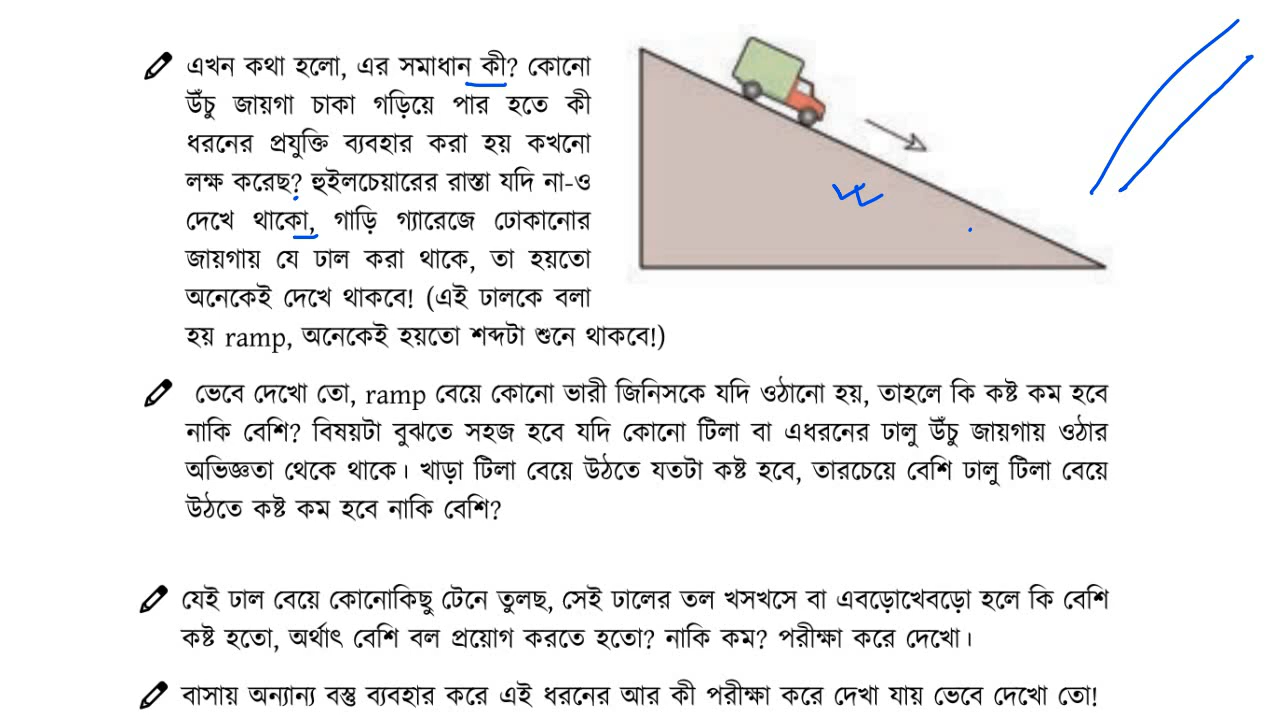 এখন কথা হলো, এর সমাধান কী? কোনো
উঁচু জায়গা চাকা গড়িয়ে পার হতে কী
ধরনের প্রযুক্তি ব্যবহার করা হয় কখনো
লক্ষ করেছ? হুইলচেয়ারের রাস্তা যদি না-ও
দেখে থাকো, গাড়ি গ্যারেজে ঢোকানোর
জায়গায় যে ঢাল করা থাকে, তা হয়তো
অনেকেই দেখে থাকবে! (এই ঢালকে বলা
হয় ramp, অনেকেই হয়তো শব্দটা শুনে থাকবে!)
ভেবে দেখো তো, ramp বেয়ে কোনো ভারী জিনিসকে যদি ওঠানো হয়, তাহলে কি কষ্ট কম হবে
নাকি বেশি? বিষয়টা বুঝতে সহজ হবে যদি কোনো টিলা বা এধরনের ঢালু উঁচু জায়গায় ওঠার
অভিজ্ঞতা থেকে থাকে। খাড়া টিলা বেয়ে উঠতে যতটা কষ্ট হবে, তারচেয়ে বেশি ঢালু টিলা বেয়ে
উঠতে কষ্ট কম হবে নাকি বেশি?
যেই ঢাল বেয়ে কোনোকিছু টেনে তুলছ, সেই ঢালের তল খসখসে বা এবড়োখেবড়ো হলে কি বেশি
কষ্ট হতো, অর্থাৎ বেশি বল প্রয়োগ করতে হতো? নাকি কম? পরীক্ষা করে দেখো।
বাসায় অন্যান্য বস্তু ব্যবহার করে এই ধরনের আর কী পরীক্ষা করে দেখা যায় ভেবে দেখো তো!